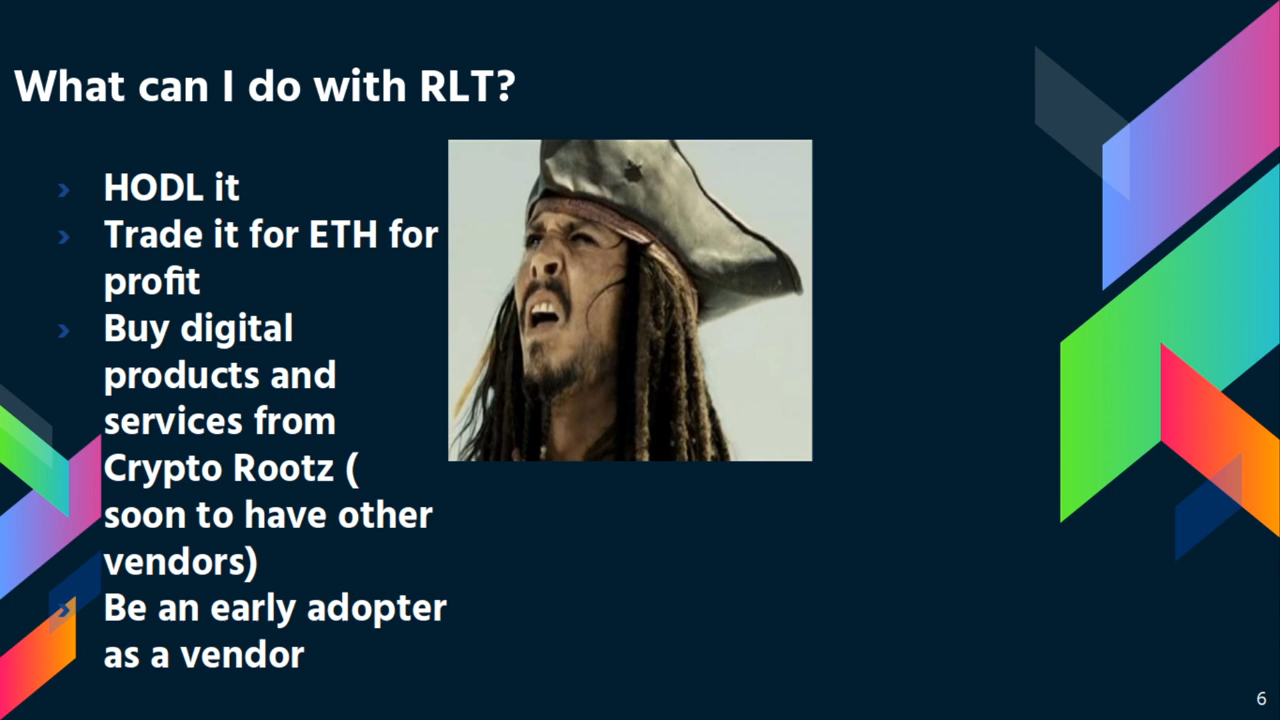 What can I do with RLT?
HODL it
Trade it for ETH for
profit
Buy digital
products and
services from
Crypto Rootz (
soon to have other
vendors)
Be an early adopter
as a vendor
6